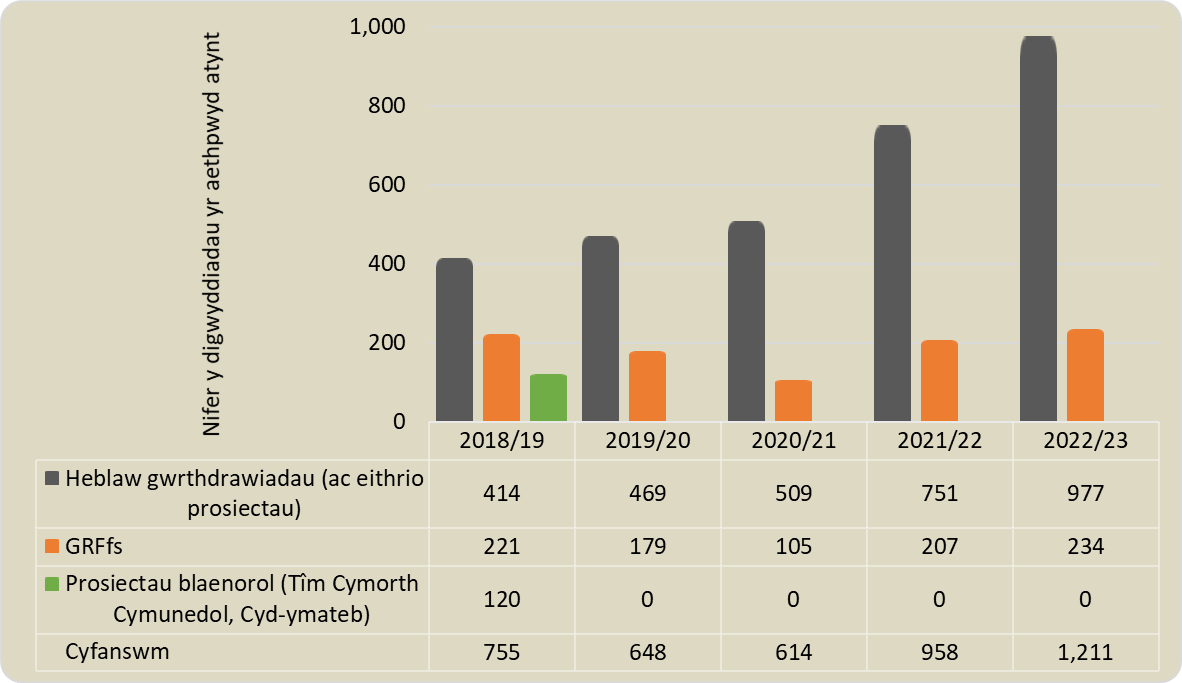 Nifer y digwyddiadau yr aethpwyd atynt
1,000
800
600
400
200
0
2018/19 2019/20 2020/21 2021/22 2022/23
Heblaw gwrthdrawiadau (ac eithrio
prosiectau) 414 469 509 751 977
GRFfs 221 179 105 207 234
Prosiectau blaenorol (Tîm Cymorth
Cymunedol, Cyd-ymateb) 120 0 0 0 0
Cyfanswm 755 648 614 958 1,211